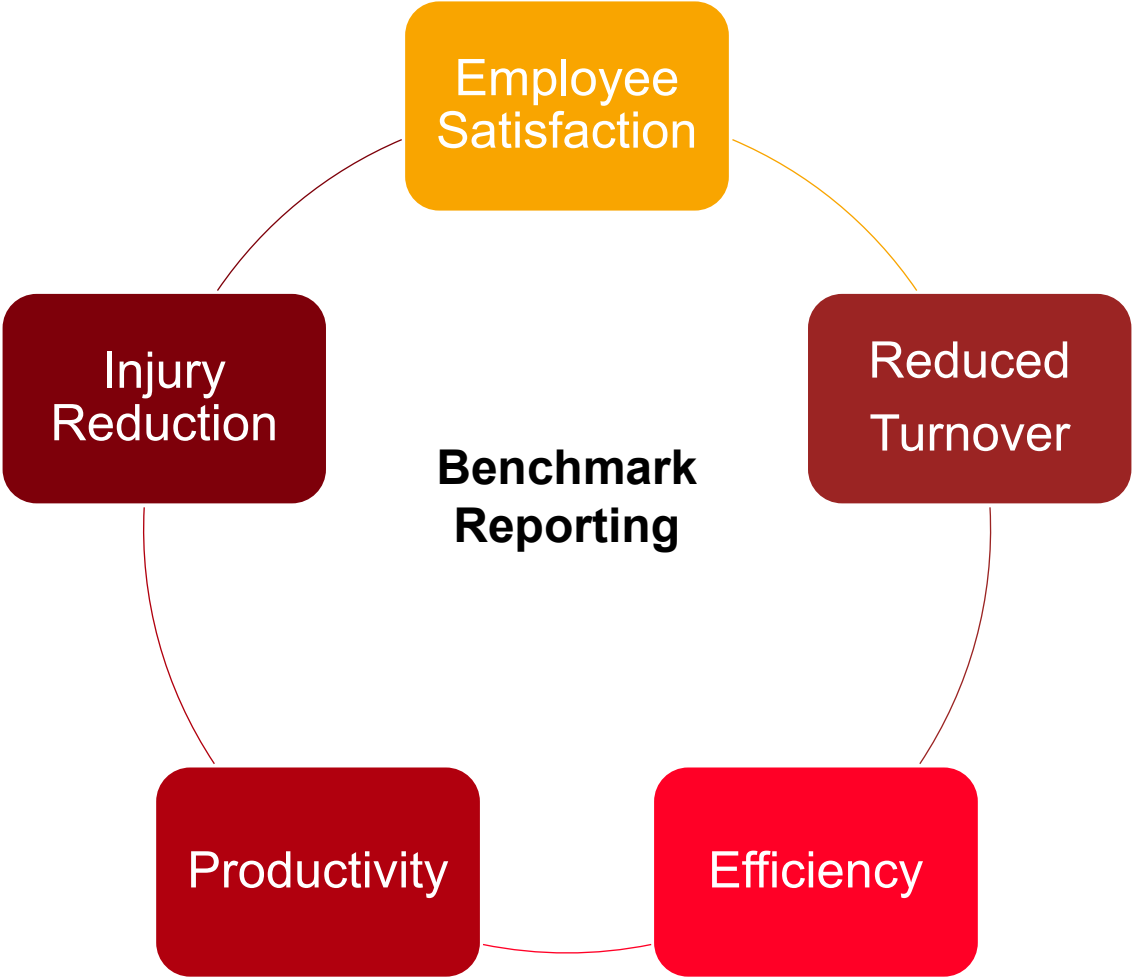 Employee
Satisfaction
Reduced
Turnover
Efficiency
Productivity
Injury
Reduction
Benchmark
Reporting